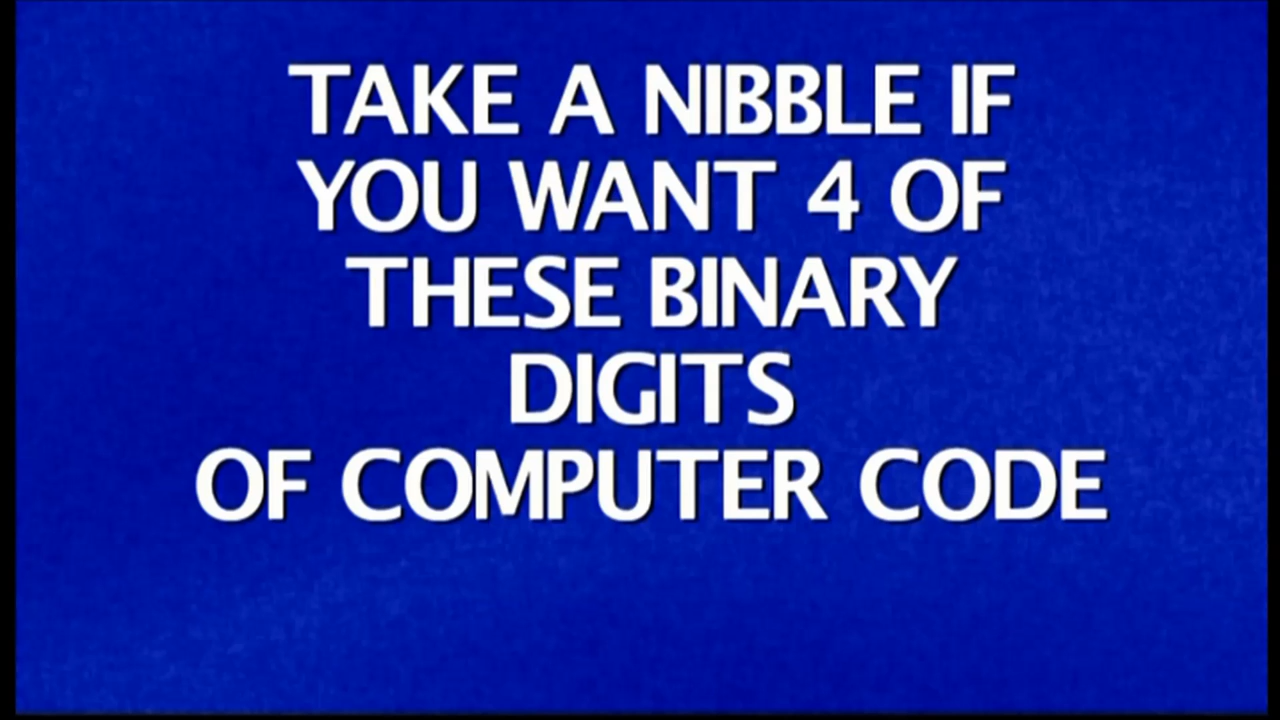 TAKE A NIBBLE IF
YOU WANT 4 OF
THESE BINARY
DIGITS
OF COMPUTER CODE